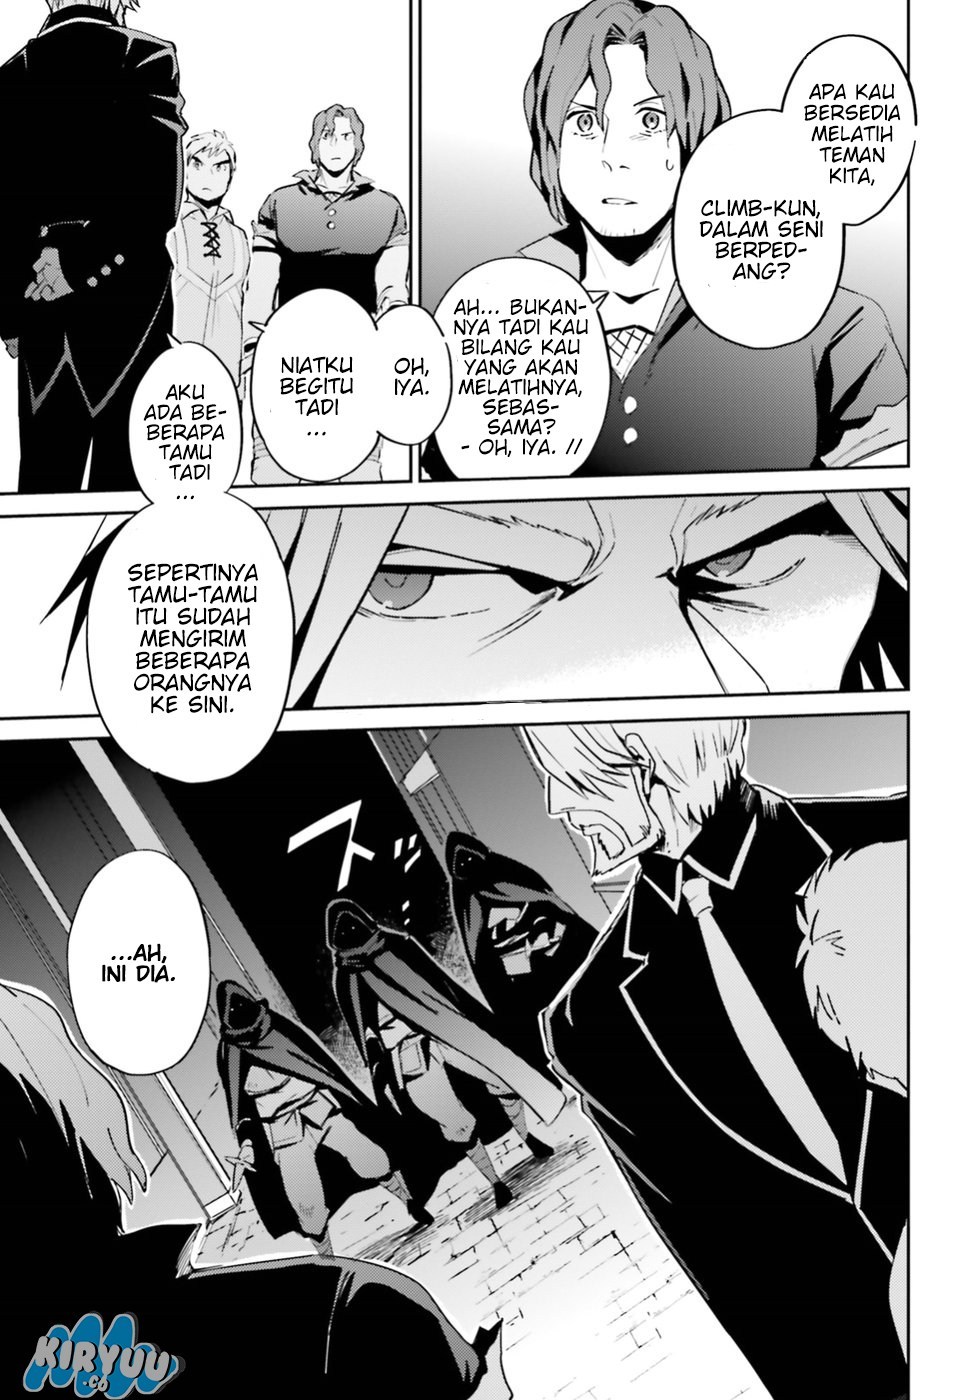 APA KAU
BERSEDIA
MELATIH
TEMAN
KITA,
CLIMB-KUN,
DALAM SENI
BERPED-
ANG?
AH... BUKAN-
NYA TADI KAU
BILANG KAU
YANG AKAN
MELATIHNYA,
SEBAS-
SAMA?
- OH, IYA. //
OH,
IYA.
NIATKU
BEGITU
TADI
...
AKU
ADA BE-
BERAPA
TAMU
TADI
...
SEPERTINYA
TAMU-TAMU
ITU SUDAH
MENGIRIM
BEBERAPA
ORANGNYA
KE SINI.
...AH,
INI DIA.
KIRYUU
.CO